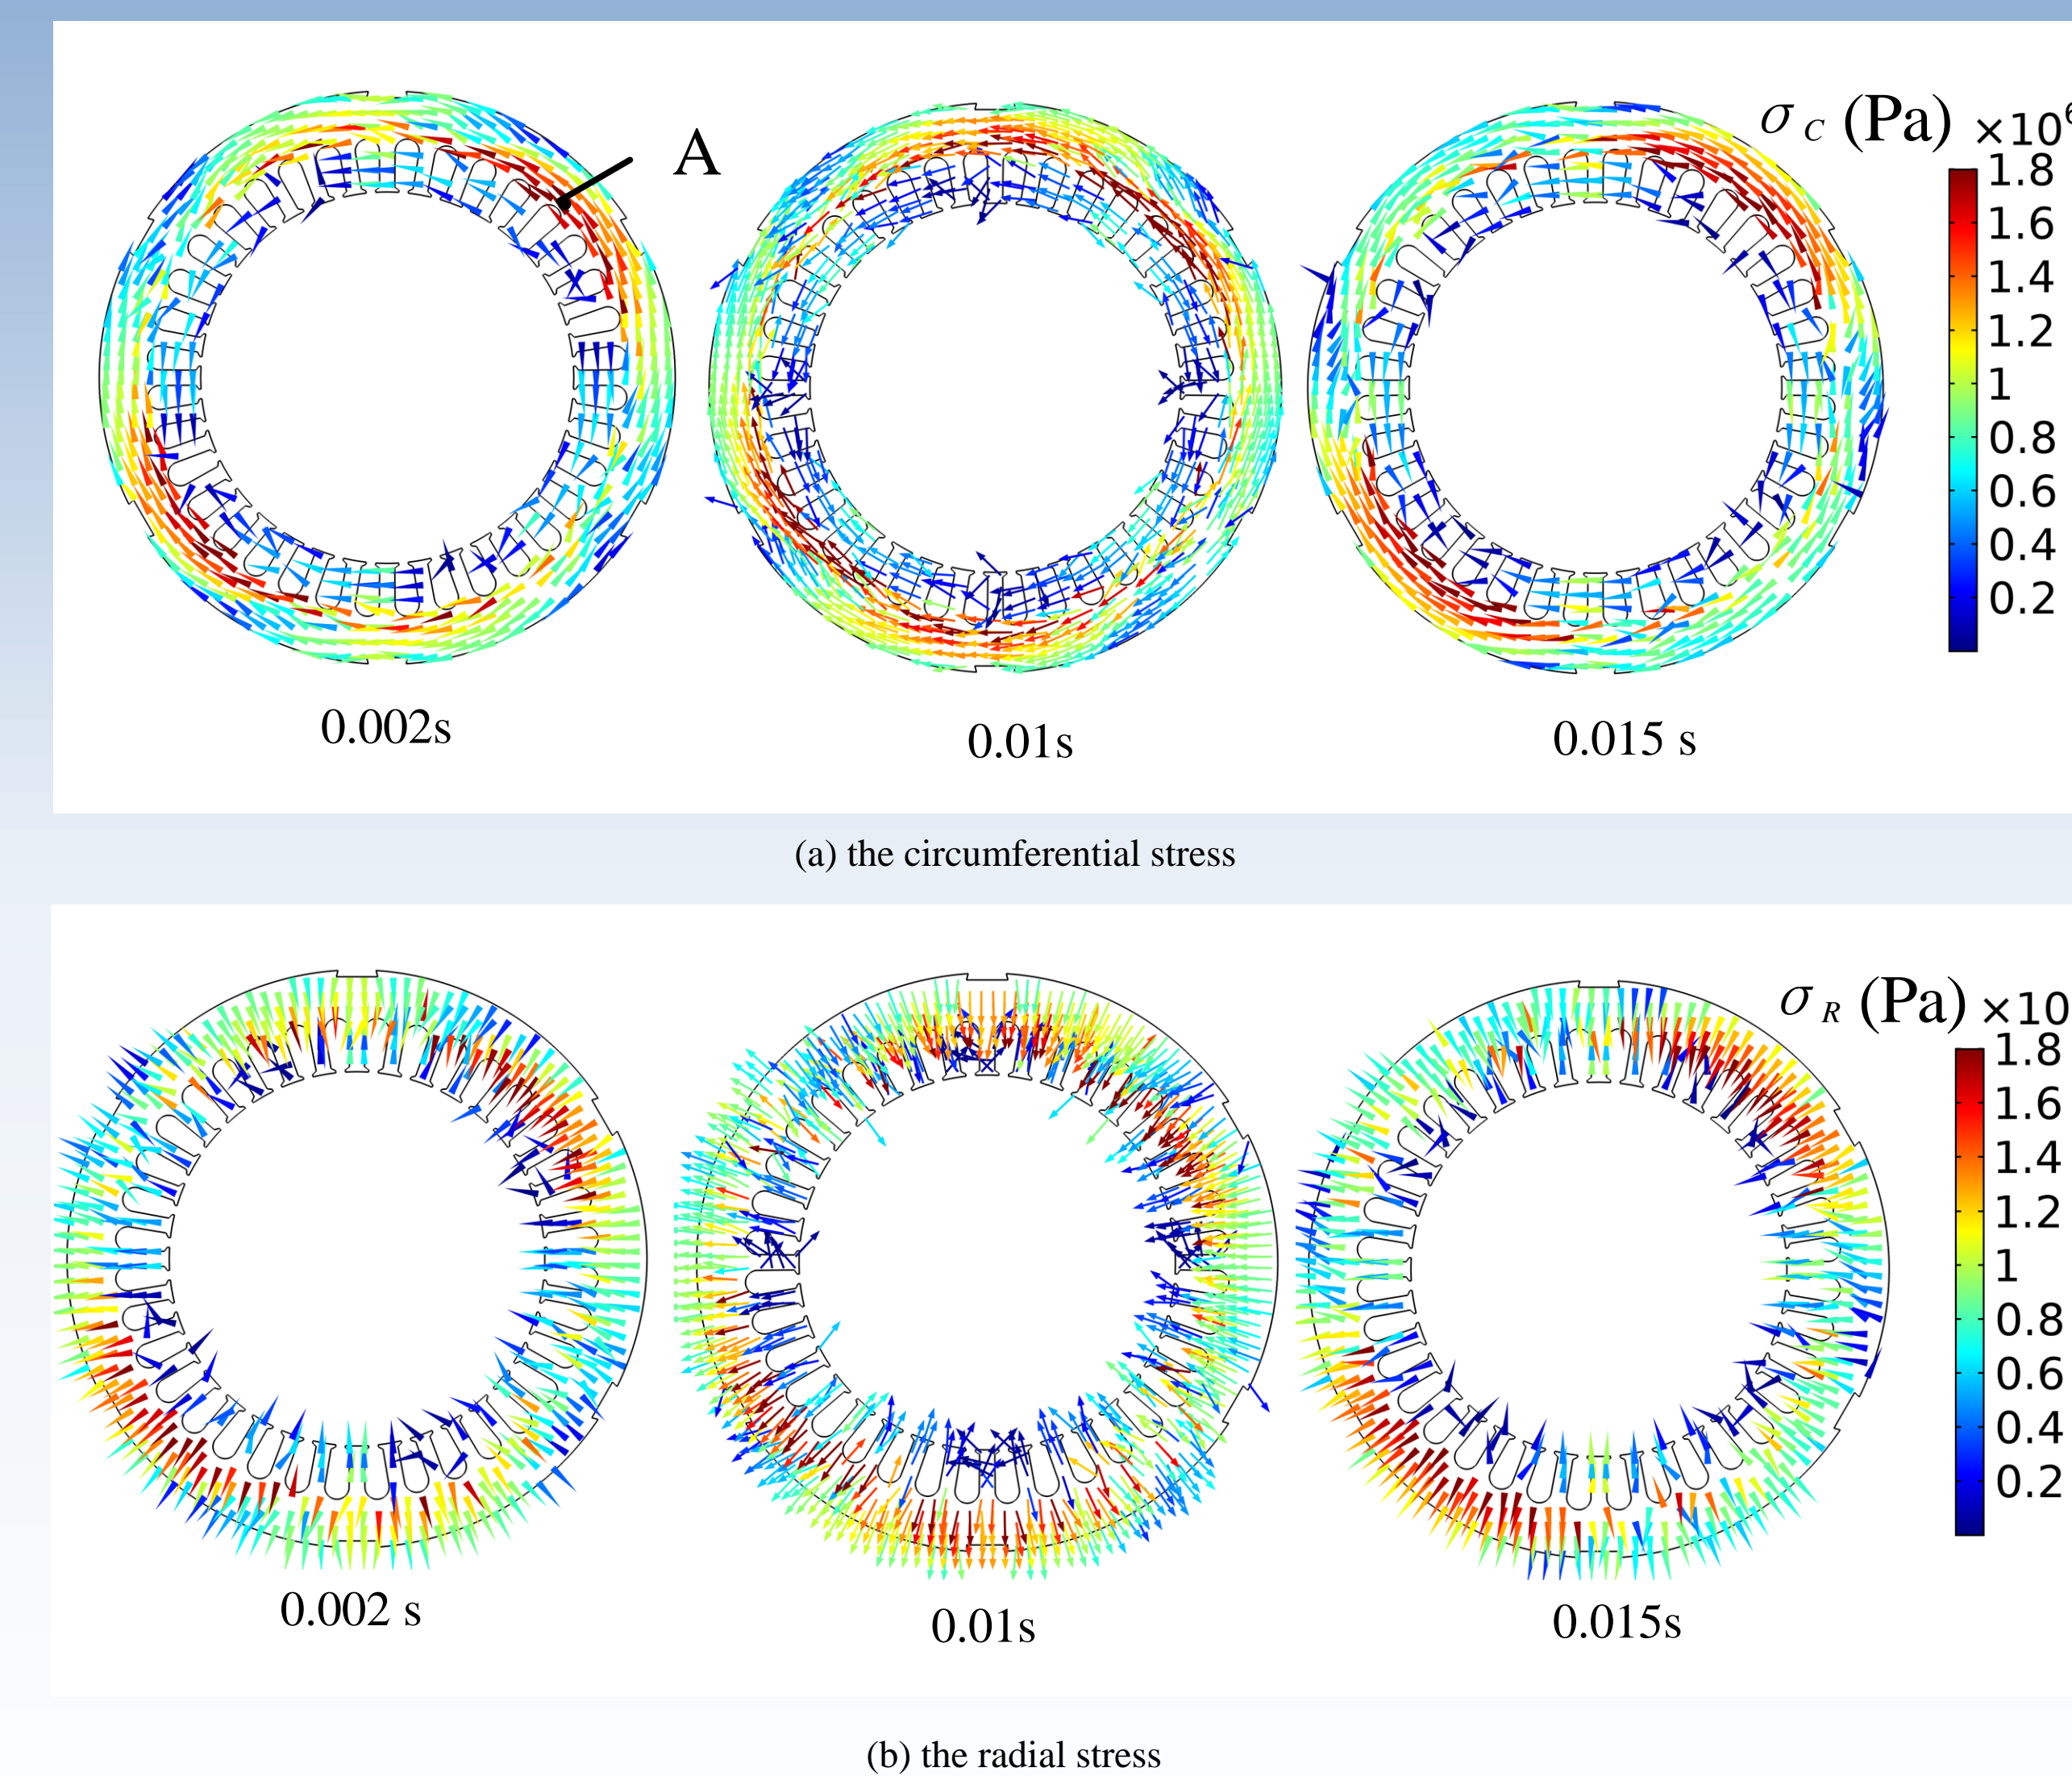 A
σ C (Pa) ×10⁶
1.8
1.6
1.4
1.2
1
0.8
0.6
0.4
0.2
0.002s
0.01s
0.015 s
(a) the circumferential stress
σ R (Pa) ×10
1.8
1.6
1.4
1.2
1
0.8
0.6
0.4
0.2
0.002 s
0.01s
0.015s
(b) the radial stress